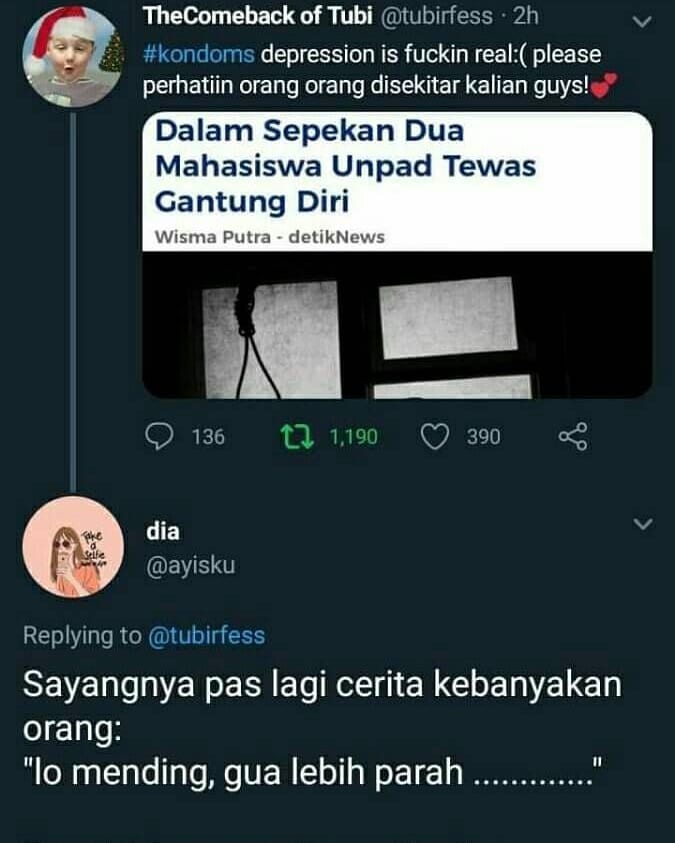 TheComeback of Tubi @tubirfess · 2h
#kondoms depression is fuckin real:( please
perhatiin orang orang disekitar kalian guys!💕
Dalam Sepekan Dua
Mahasiswa Unpad Tewas
Gantung Diri
Wisma Putra - detikNews
136 1,190 390
Take
a
Selfie
dia
@ayisku
Replying to @tubirfess
Sayangnya pas lagi cerita kebanyakan
orang:
"lo mending, gua lebih parah ............."